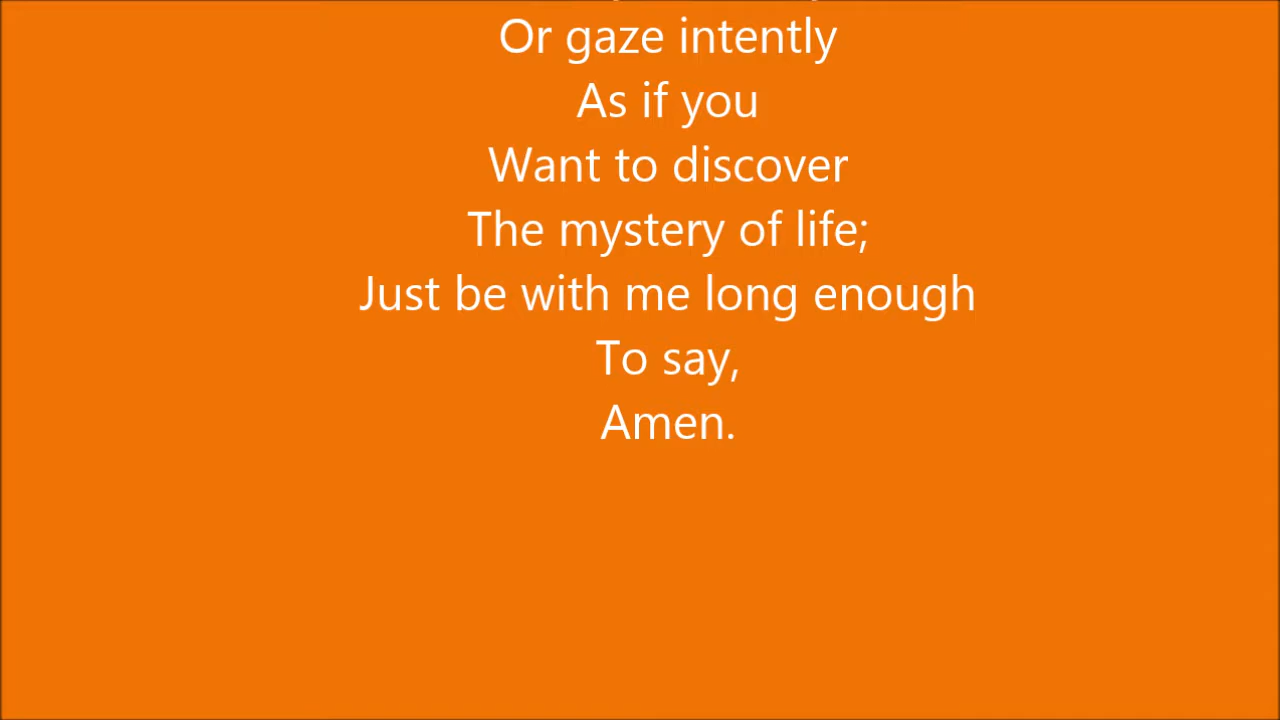 Or gaze intently
As if you
Want to discover
The mystery of life;
Just be with me long enough
To say,
Amen.